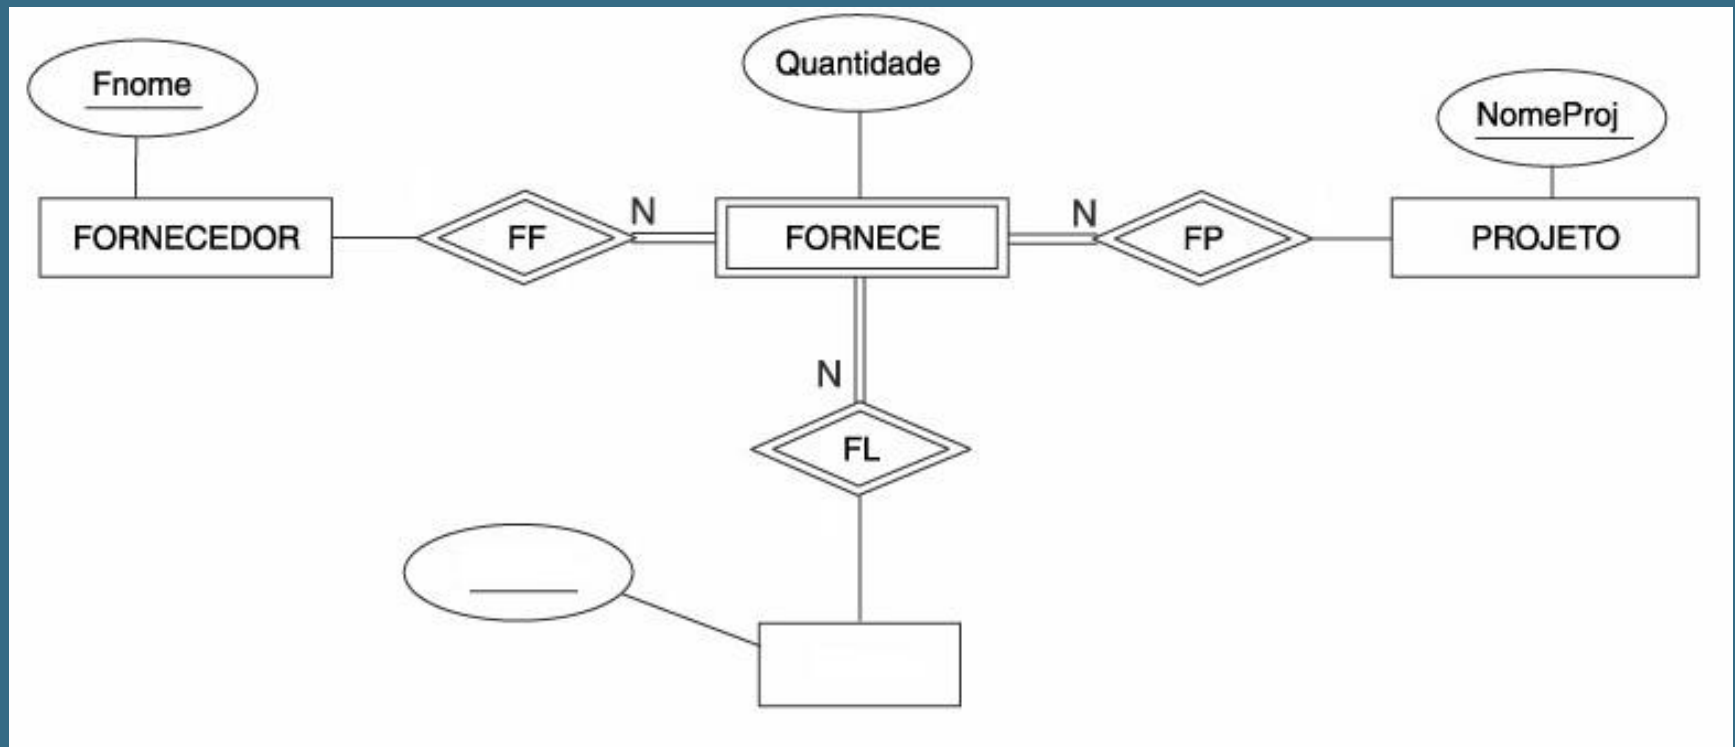 Fnome
Quantidade
NomeProj
FORNECEDOR
FF
N
FORNECE
N
FP
PROJETO
N
FL